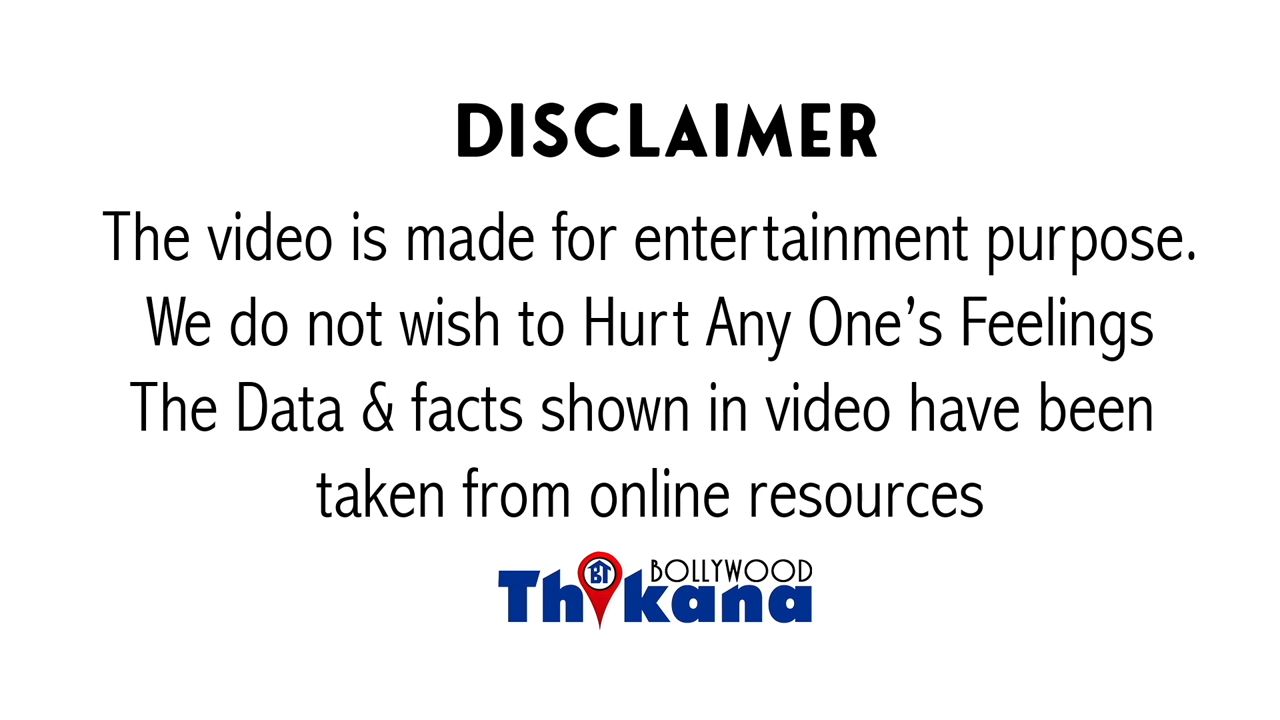 DISCLAIMER
The video is made for entertainment purpose.
We do not wish to Hurt Any One’s Feelings
The Data & facts shown in video have been
taken from online resources
BT
BOLLYWOOD
Thikana